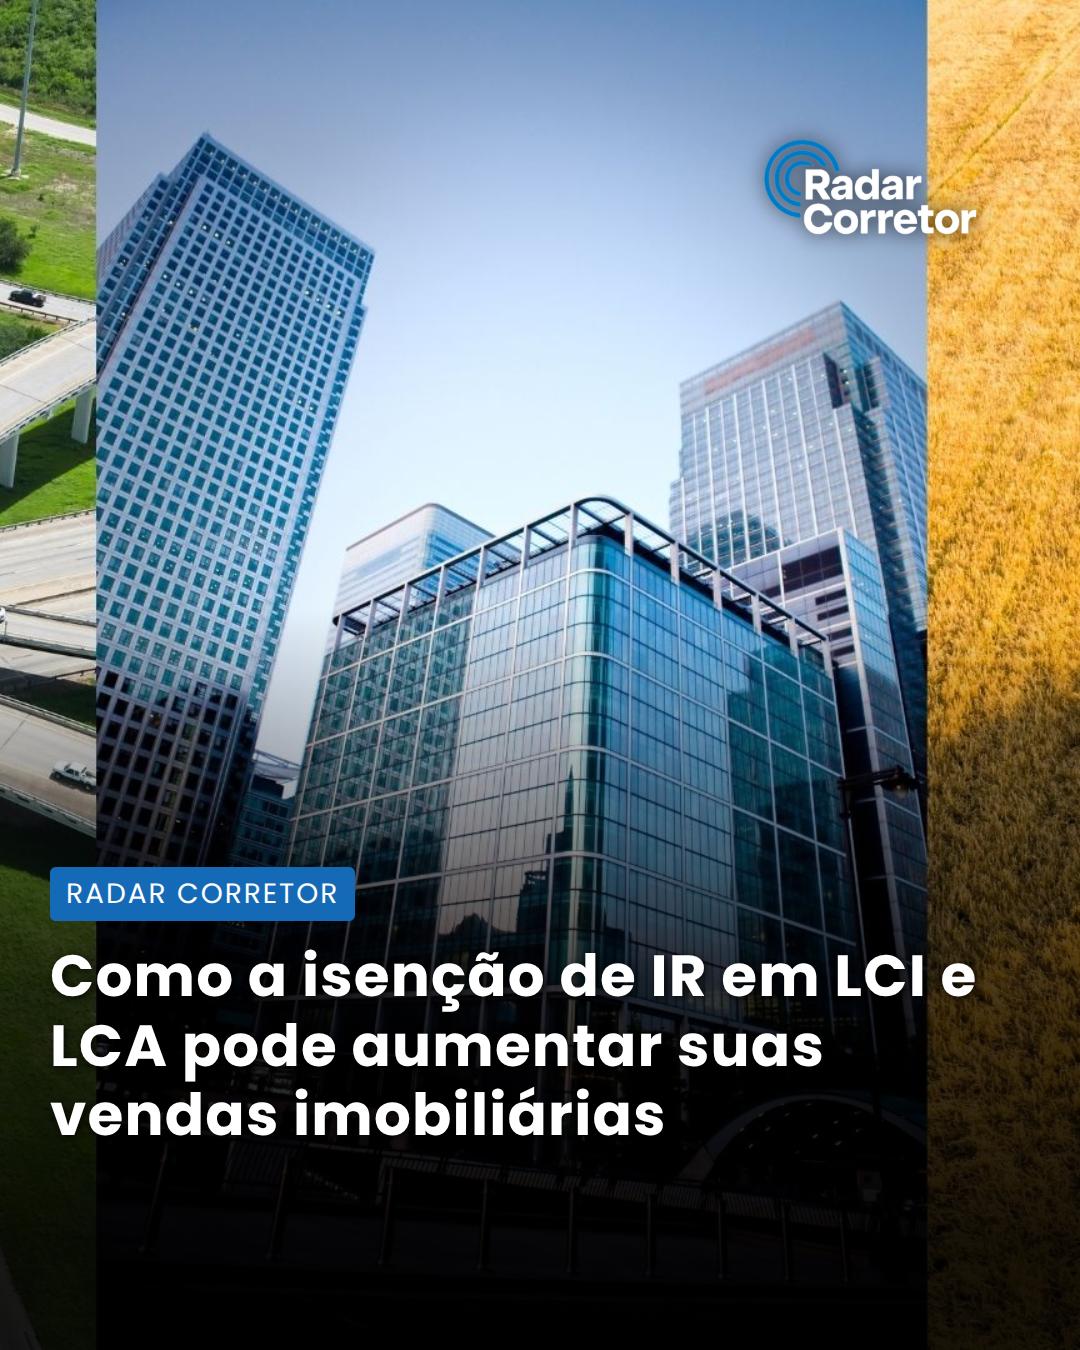 Radar
Corretor
RADAR CORRETOR
Como a isenção de IR em LCI e
LCA pode aumentar suas
vendas imobiliárias